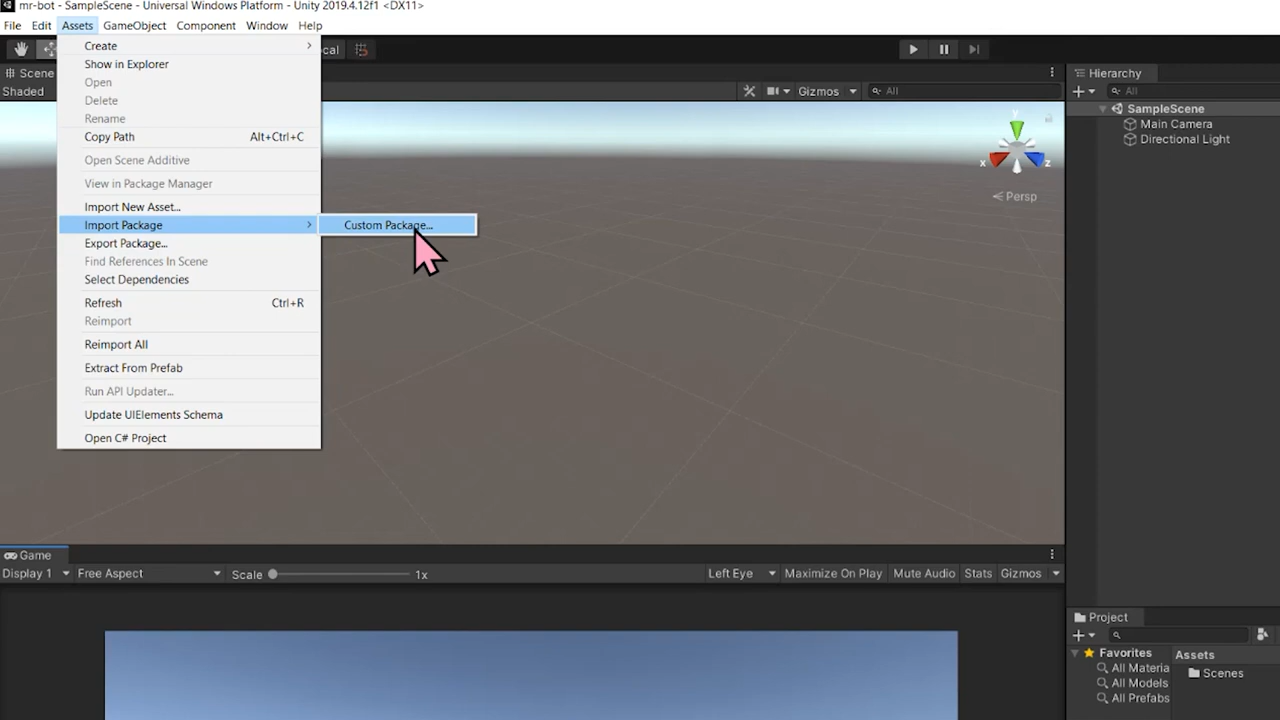 mr-bot - SampleScene - Universal Windows Platform - Unity 2019.4.12f1 <DX11>
File Edit Assets GameObject Component Window Help
Create
Show in Explorer
Open
Delete
Rename
Copy Path Alt+Ctrl+C
Open Scene Additive
View in Package Manager
Import New Asset...
Import Package
Custom Package...
Export Package...
Find References In Scene
Select Dependencies
Refresh Ctrl+R
Reimport
Reimport All
Extract From Prefab
Run API Updater...
Update UIElements Schema
Open C# Project
cal
Scene
Shaded
Gizmos
All
y
x
z
Persp
Hierarchy
All
SampleScene
Main Camera
Directional Light
Game
Display 1 Free Aspect Scale 1x Left Eye Maximize On Play Mute Audio Stats Gizmos
Project
Favorites
All Materia
All Models
All Prefabs
Assets
Scenes